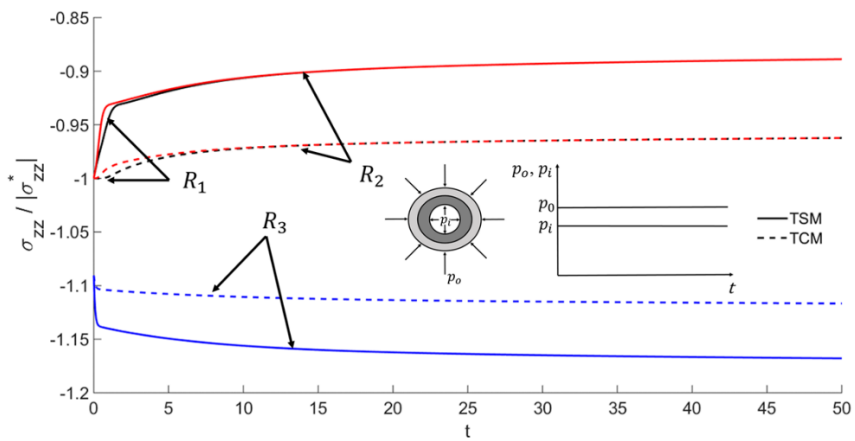 -0.85
-0.9
-0.95
-1
-1.05
-1.1
-1.15
-1.2
σzz / |σ*zz|
0 5 10 15 20 25 30 35 40 45 50
t
R1
R2
R3
pi
po
po, pi
p0
pi
t
TSM
TCM